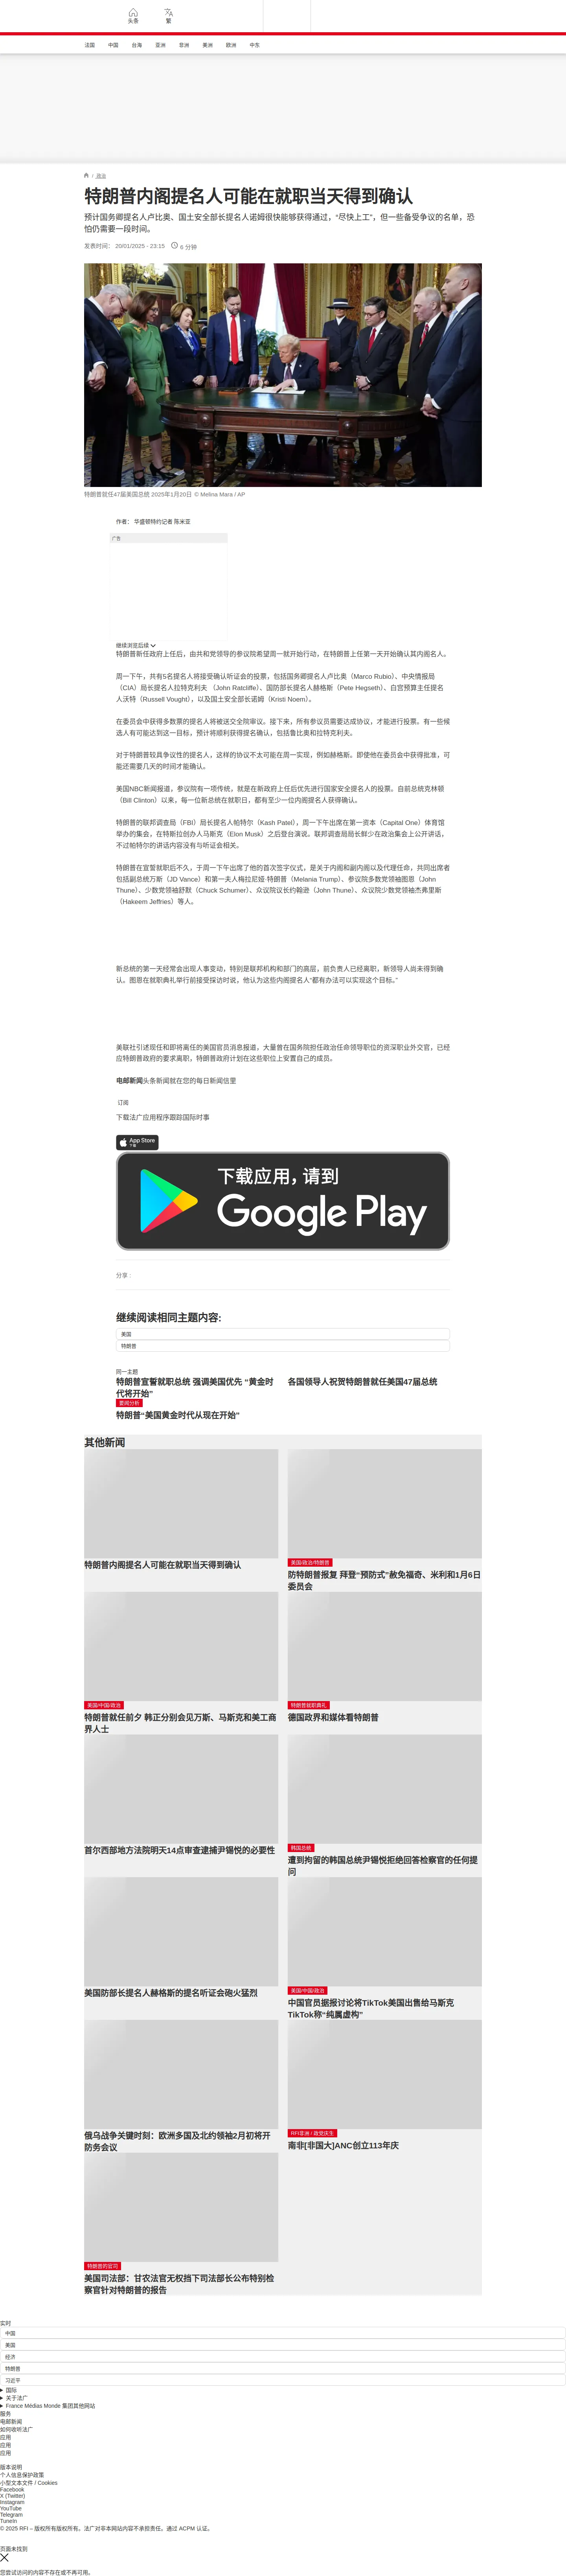 头条
繁
法国
中国
台海
亚洲
非洲
美洲
欧洲
中东
/ 政治
特朗普内阁提名人可能在就职当天得到确认
预计国务卿提名人卢比奥、国土安全部长提名人诺姆很快能够获得通过，“尽快上工”，但一些备受争议的名单，恐
怕仍需要一段时间。
发表时间： 20/01/2025 - 23:15
6 分钟
特朗普就任47届美国总统 2025年1月20日 © Melina Mara / AP
作者： 华盛顿特约记者 陈米亚
广告
继续浏览后续
特朗普新任政府上任后，由共和党领导的参议院希望周一就开始行动，在特朗普上任第一天开始确认其内阁名人。
周一下午，共有5名提名人将接受确认听证会的投票，包括国务卿提名人卢比奥（Marco Rubio）、中央情报局
（CIA）局长提名人拉特克利夫 （John Ratcliffe）、国防部长提名人赫格斯（Pete Hegseth）、白宫预算主任提名
人沃特（Russell Vought），以及国土安全部长诺姆（Kristi Noem）。
在委员会中获得多数票的提名人将被送交全院审议。接下来，所有参议员需要达成协议，才能进行投票。有一些候
选人有可能达到这一目标，预计将顺利获得提名确认，包括鲁比奥和拉特克利夫。
对于特朗普较具争议性的提名人，这样的协议不太可能在周一实现，例如赫格斯。即使他在委员会中获得批准，可
能还需要几天的时间才能确认。
美国NBC新闻报道，参议院有一项传统，就是在新政府上任后优先进行国家安全提名人的投票。自前总统克林顿
（Bill Clinton）以来，每一位新总统在就职日，都有至少一位内阁提名人获得确认。
特朗普的联邦调查局（FBI）局长提名人帕特尔（Kash Patel），周一下午出席在第一资本（Capital One）体育馆
举办的集会，在特斯拉创办人马斯克（Elon Musk）之后登台演说。联邦调查局局长鲜少在政治集会上公开讲话，
不过帕特尔的讲话内容没有与听证会相关。
特朗普在宣誓就职后不久，于周一下午出席了他的首次签字仪式，是关于内阁和副内阁以及代理任命，共同出席者
包括副总统万斯（JD Vance）和第一夫人梅拉尼娅·特朗普（Melania Trump）、参议院多数党领袖图恩（John
Thune）、少数党领袖舒默（Chuck Schumer）、众议院议长约翰逊（John Thune）、众议院少数党领袖杰弗里斯
（Hakeem Jeffries）等人。
新总统的第一天经常会出现人事变动，特别是联邦机构和部门的高层，前负责人已经离职，新领导人尚未得到确
认。图恩在就职典礼举行前接受採访时说，他认为这些内阁提名人“都有办法可以实现这个目标。”
美联社引述现任和即将离任的美国官员消息报道，大量曾在国务院担任政治任命领导职位的资深职业外交官，已经
应特朗普政府的要求离职，特朗普政府计划在这些职位上安置自己的成员。
电邮新闻头条新闻就在您的每日新闻信里
订阅
下载法广应用程序跟踪国际时事
App Store
下载
下载应用，请到
Google Play
分享 :
继续阅读相同主题内容:
美国
特朗普
同一主题
特朗普宣誓就职总统 强调美国优先 “黄金时
代将开始”
各国领导人祝贺特朗普就任美国47届总统
要闻分析
特朗普“美国黄金时代从现在开始”
其他新闻
特朗普内阁提名人可能在就职当天得到确认
美国/政治/特朗普
防特朗普报复 拜登“预防式”赦免福奇、米利和1月6日
委员会
美国/中国/政治
特朗普就任前夕 韩正分别会见万斯、马斯克和美工商
界人士
特朗普就职典礼
德国政界和媒体看特朗普
首尔西部地方法院明天14点审查逮捕尹锡悦的必要性
韩国总统
遭到拘留的韩国总统尹锡悦拒绝回答检察官的任何提
问
美国防部长提名人赫格斯的提名听证会砲火猛烈
美国/中国/政治
中国官员据报讨论将TikTok美国出售给马斯克
TikTok称“纯属虚构”
俄乌战争关键时刻：欧洲多国及北约领袖2月初将开
防务会议
RFI非洲 / 政党庆生
南非[非国大]ANC创立113年庆
特朗普的官司
美国司法部：甘农法官无权挡下司法部长公布特别检
察官针对特朗普的报告
实时
中国
美国
经济
特朗普
习近平
国际
关于法广
France Médias Monde 集团其他网站
服务
电邮新闻
如何收听法广
应用
应用
应用
版本说明
个人信息保护政策
小型文本文件 / Cookies
Facebook
X (Twitter)
Instagram
YouTube
Telegram
TuneIn
© 2025 RFI – 版权所有版权所有。法广对非本网站内容不承担责任。通过 ACPM 认证。
页面未找到
您尝试访问的内容不存在或不再可用。